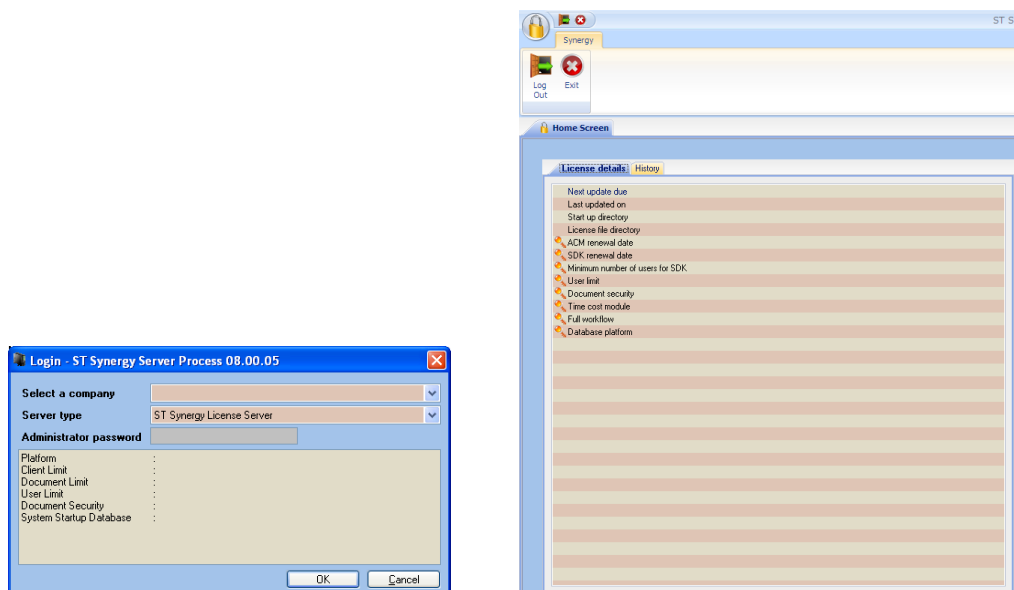 Login - ST Synergy Server Process 08.00.05
Select a company
Server type ST Synergy License Server
Administrator password
Platform :
Client Limit :
Document Limit :
User Limit :
Document Security :
System Startup Database :
OK Cancel
ST S
Synergy
Log Out
Exit
Home Screen
License details History
Next update due
Last updated on
Start up directory
License file directory
ACM renewal date
SDK renewal date
Minimum number of users for SDK
User limit
Document security
Time cost module
Full workflow
Database platform